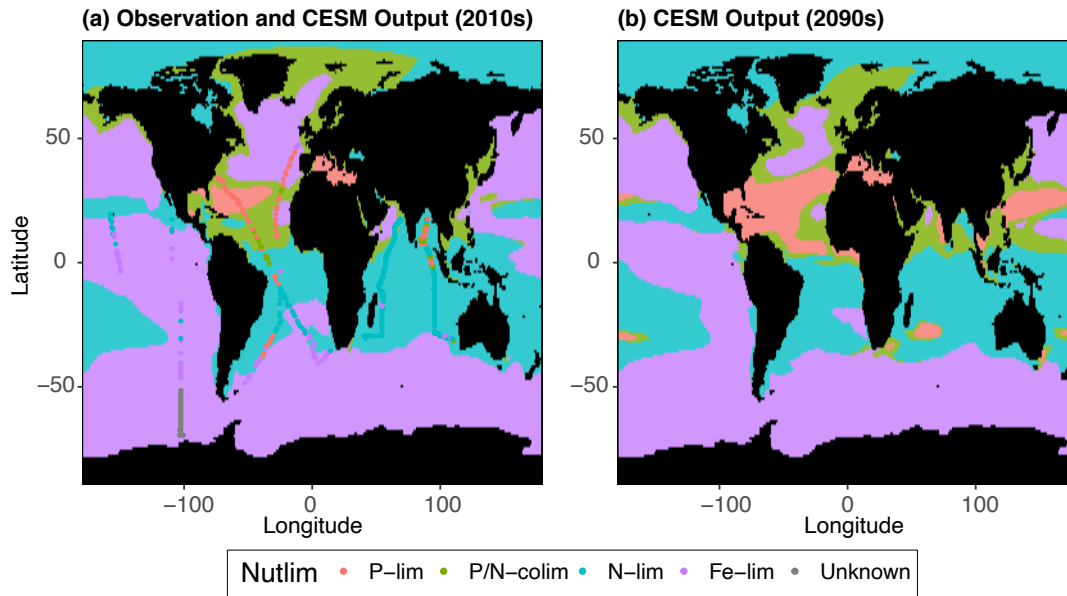 (a) Observation and CESM Output (2010s)
(b) CESM Output (2090s)
Latitude
50
0
−50
−100
0
100
Longitude
50
0
−50
−100
0
100
Longitude
Nutlim
P−lim
P/N−colim
N−lim
Fe−lim
Unknown